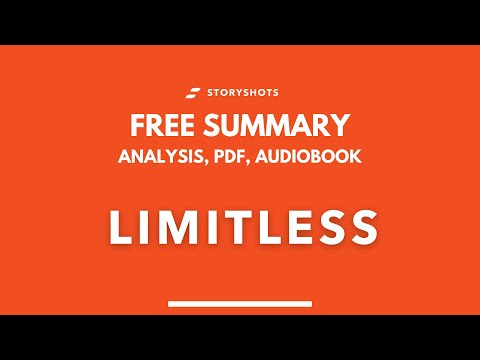 STORYSHOTS
FREE SUMMARY
ANALYSIS, PDF, AUDIOBOOK
LIMITLESS